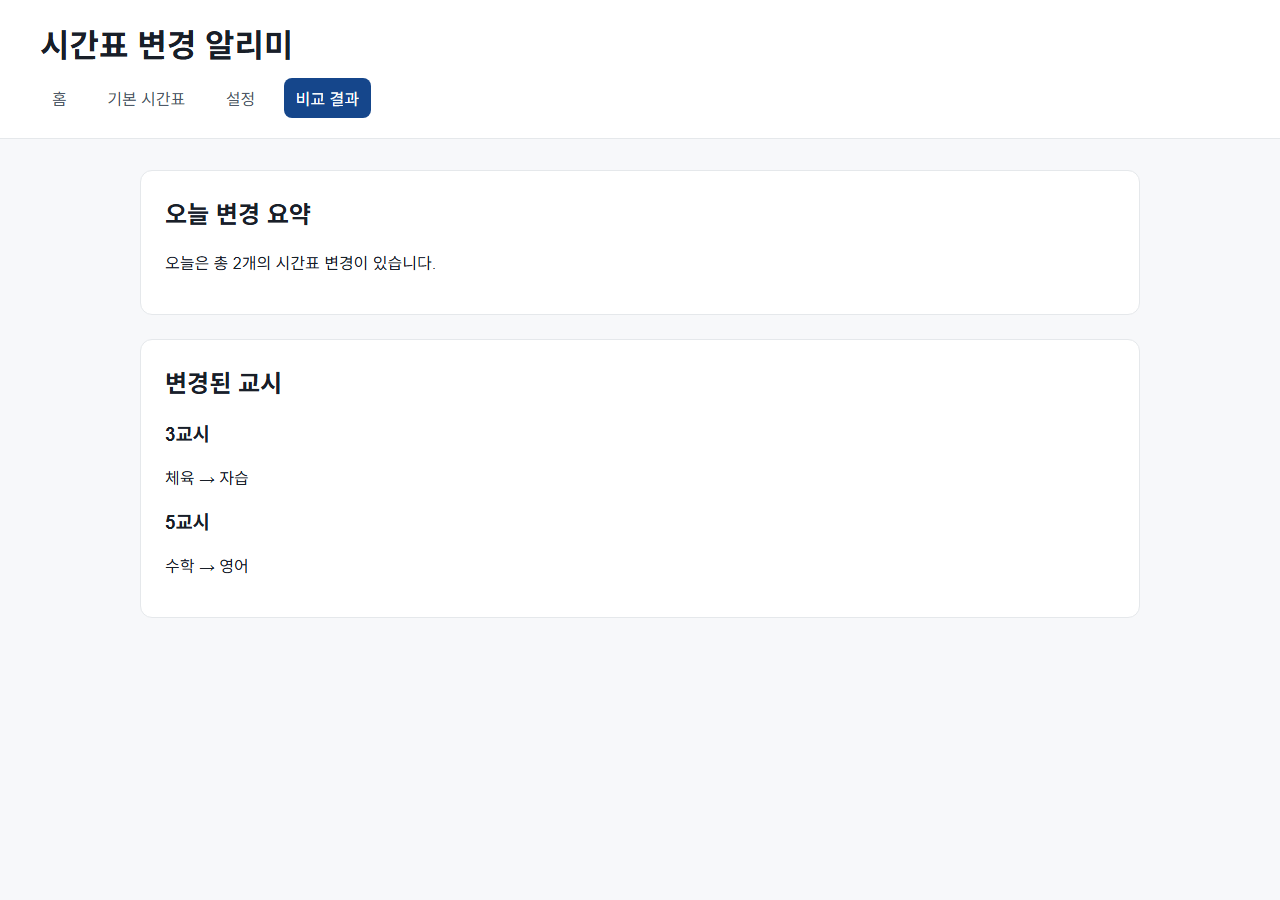 시간표 변경 알리미
홈 기본 시간표 설정 비교 결과
오늘 변경 요약
오늘은 총 2개의 시간표 변경이 있습니다.
변경된 교시
3교시
체육 → 자습
5교시
수학 → 영어